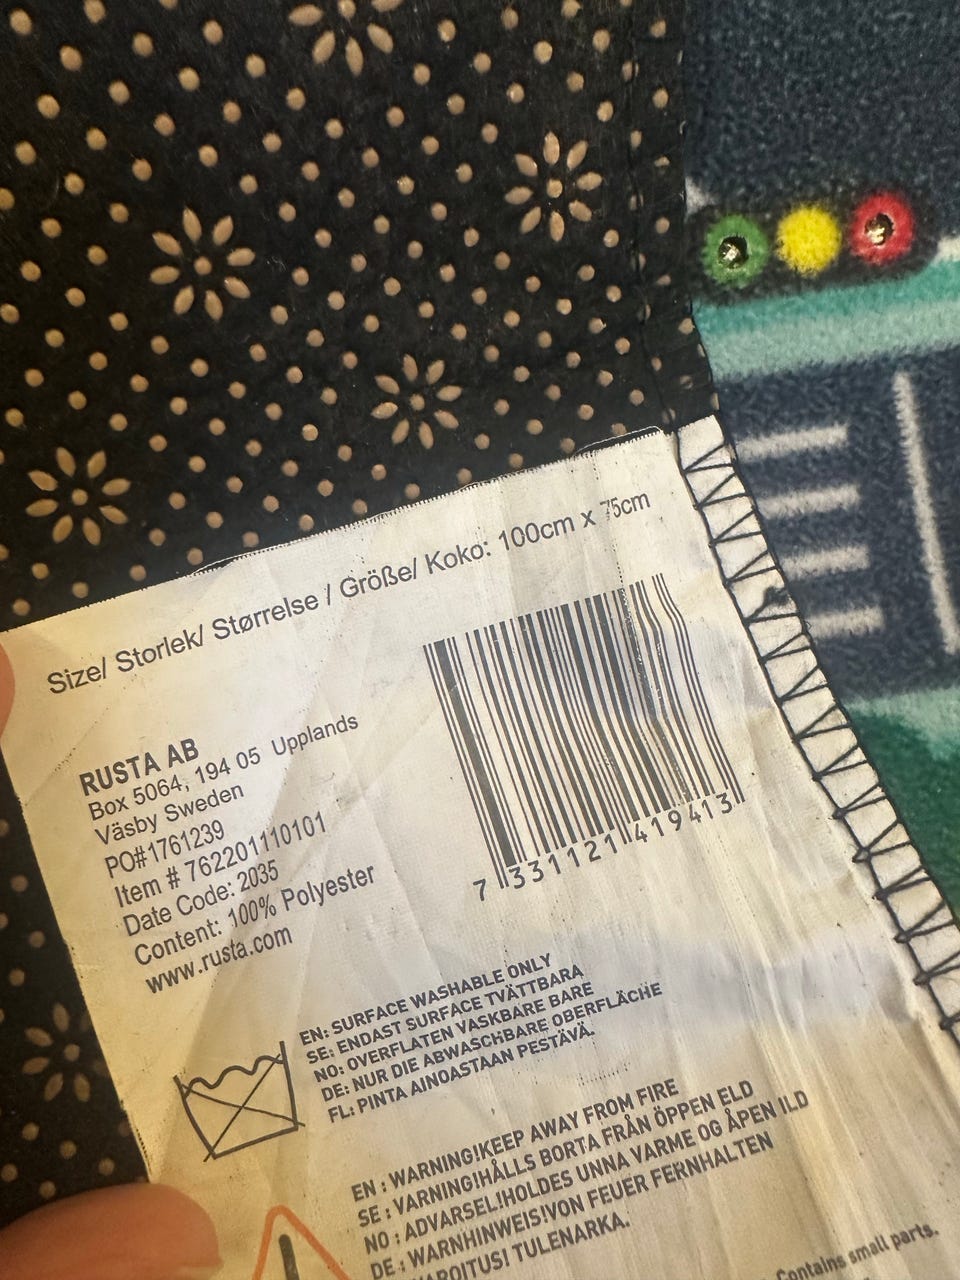 Size/ Storlek/ Størrelse / Größe/ Koko: 100cm x 75cm
RUSTA AB
Box 5064, 194 05 Upplands
Väsby Sweden
PO#1761239
Item # 762201110101
Date Code: 2035
Content: 100% Polyester
www.rusta.com
7 331121 419413
EN: SURFACE WASHABLE ONLY
SE: ENDAST SURFACE TVÄTTBARA
NO: OVERFLATEN VASKBARE BARE
DE: NUR DIE ABWASCHBARE OBERFLÄCHE
FL: PINTA AINOASTAAN PESTÄVÄ.
EN : WARNING!KEEP AWAY FROM FIRE
SE : VARNING!HÅLLS BORTA FRÅN ÖPPEN ELD
NO : ADVARSEL!HOLDES UNNA VARME OG ÅPEN ILD
DE : WARNHINWEIS!VON FEUER FERNHALTEN
VAROITUS! TULENARKA.
Contains small parts.